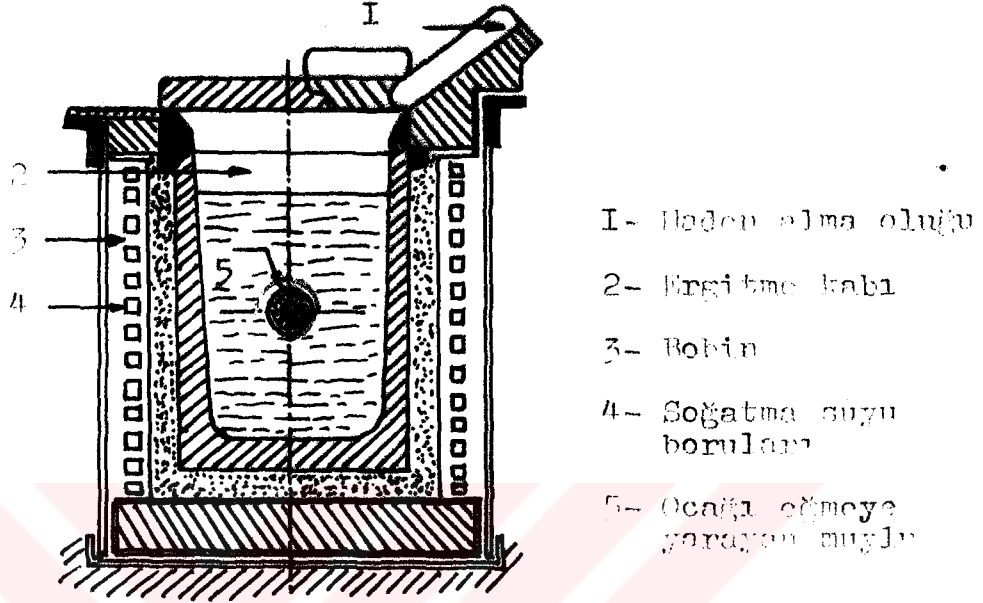 I
2
3
4
5
I- Maden alma oluğu
2- Ergitme kabı
3- Bobin
4- Soğatma suyu
boruları
5- Ocağı eğmeye
yarayan muylu